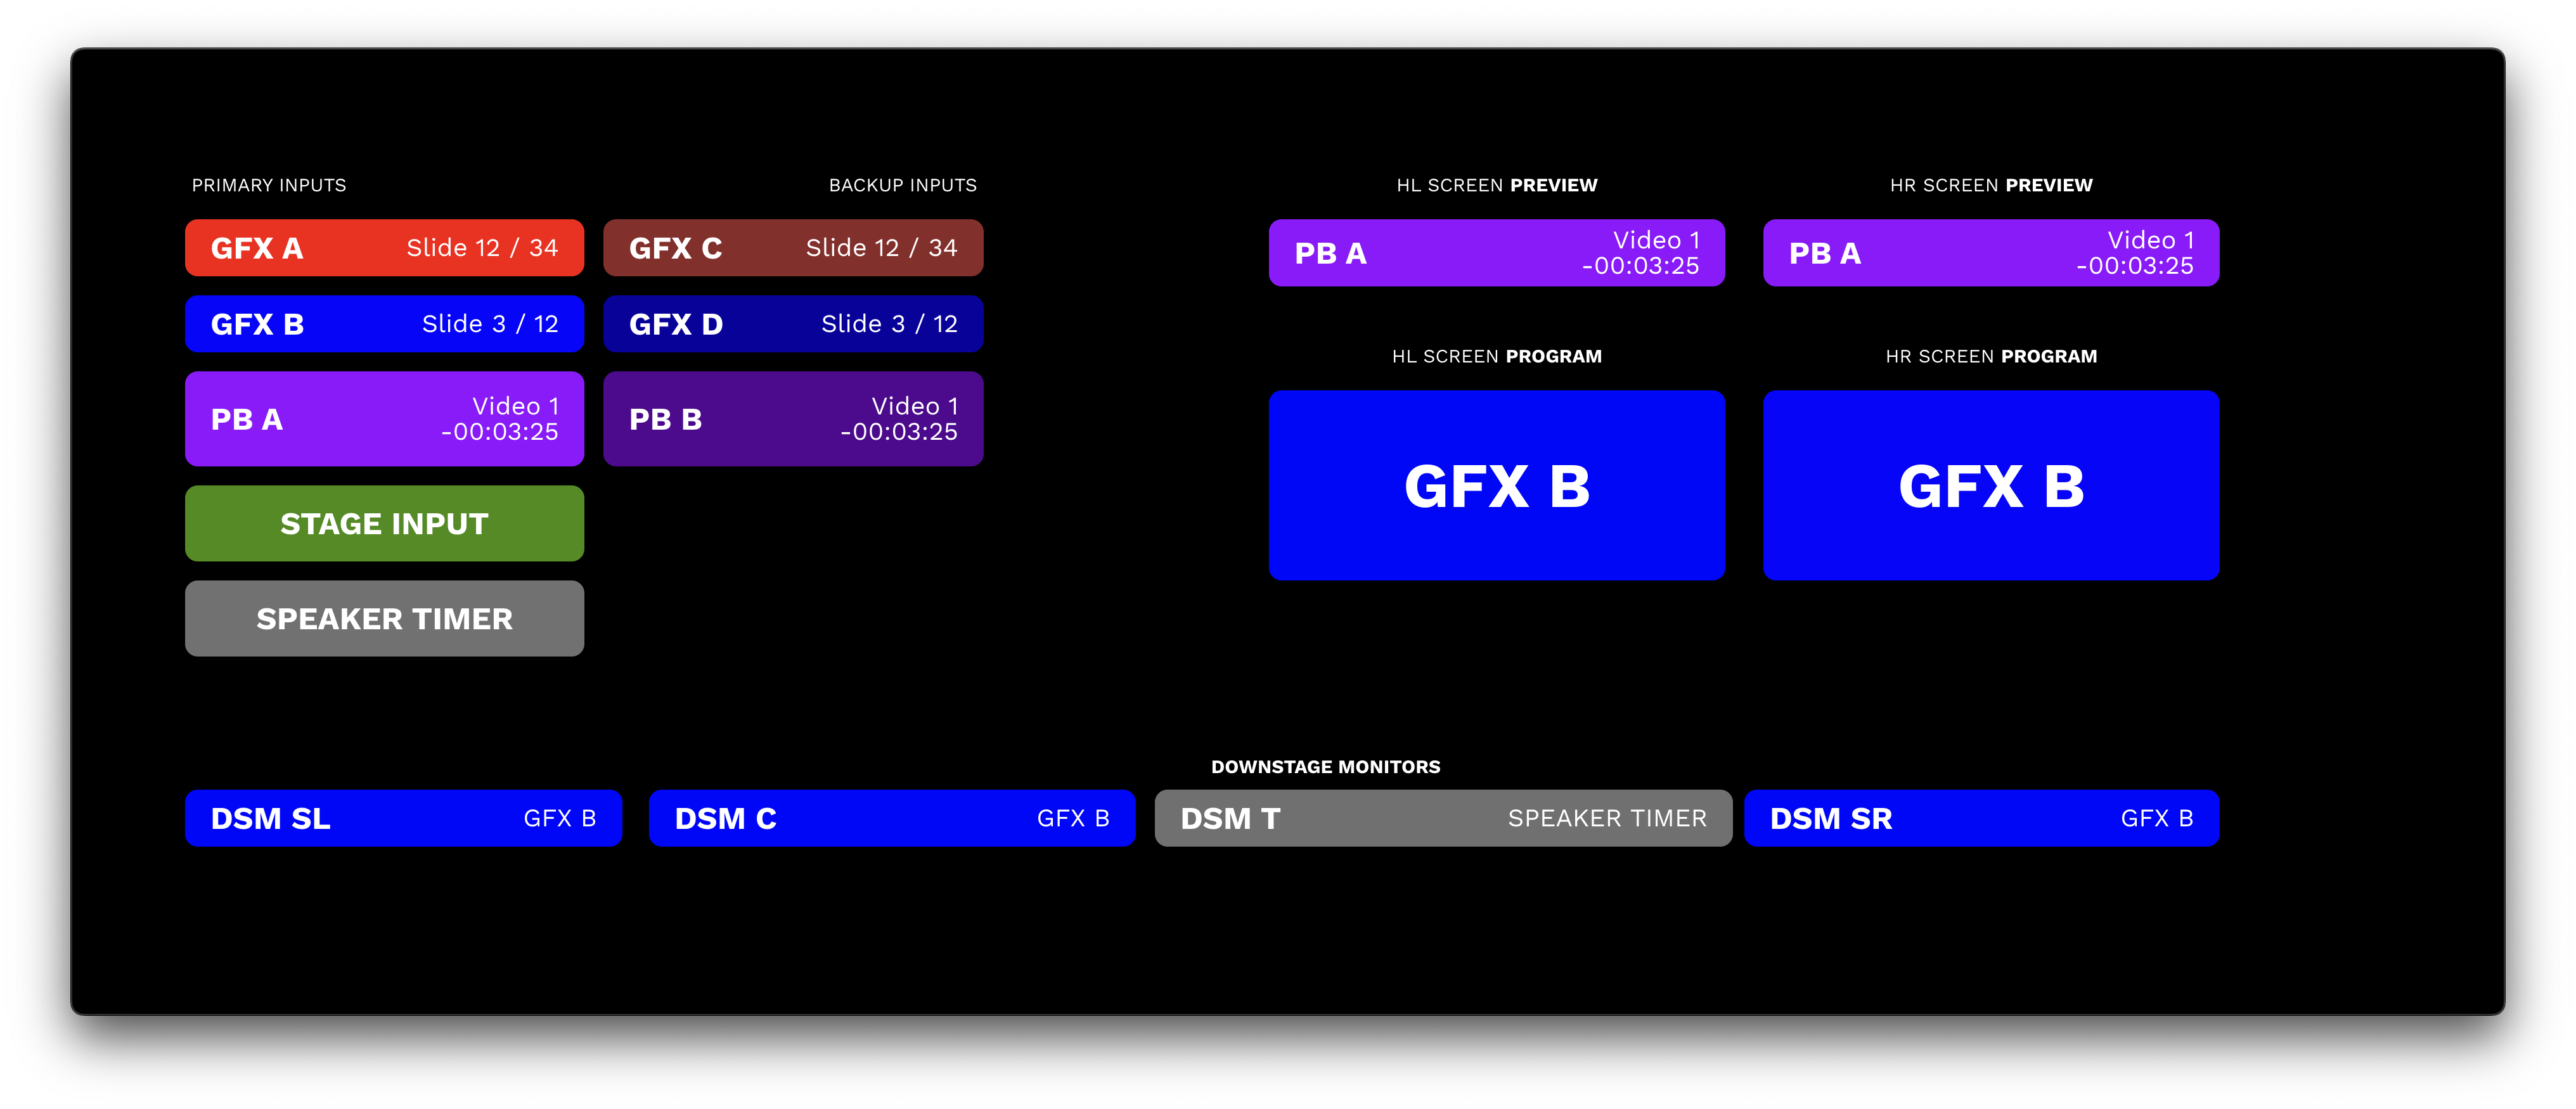 PRIMARY INPUTS
BACKUP INPUTS
GFX A Slide 12 / 34
GFX C Slide 12 / 34
GFX B Slide 3 / 12
GFX D Slide 3 / 12
PB A Video 1
-00:03:25
PB B Video 1
-00:03:25
STAGE INPUT
SPEAKER TIMER
HL SCREEN PREVIEW
HR SCREEN PREVIEW
PB A Video 1
-00:03:25
PB A Video 1
-00:03:25
HL SCREEN PROGRAM
HR SCREEN PROGRAM
GFX B
GFX B
DOWNSTAGE MONITORS
DSM SL GFX B
DSM C GFX B
DSM T SPEAKER TIMER
DSM SR GFX B